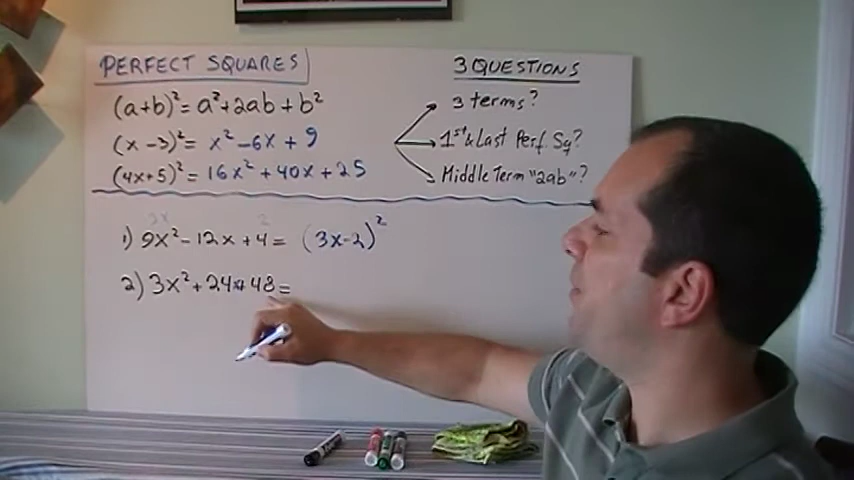 PERFECT SQUARES
(a+b)² = a² + 2ab + b²
(x - 3)² = x² - 6x + 9
(4x+5)² = 16x² + 40x + 25
3 QUESTIONS
3 terms?
1st & Last Perf. Sq?
Middle Term "2ab"?
3x 2
1) 9x² - 12x + 4 = (3x-2)²
2) 3x² + 24x + 48 =